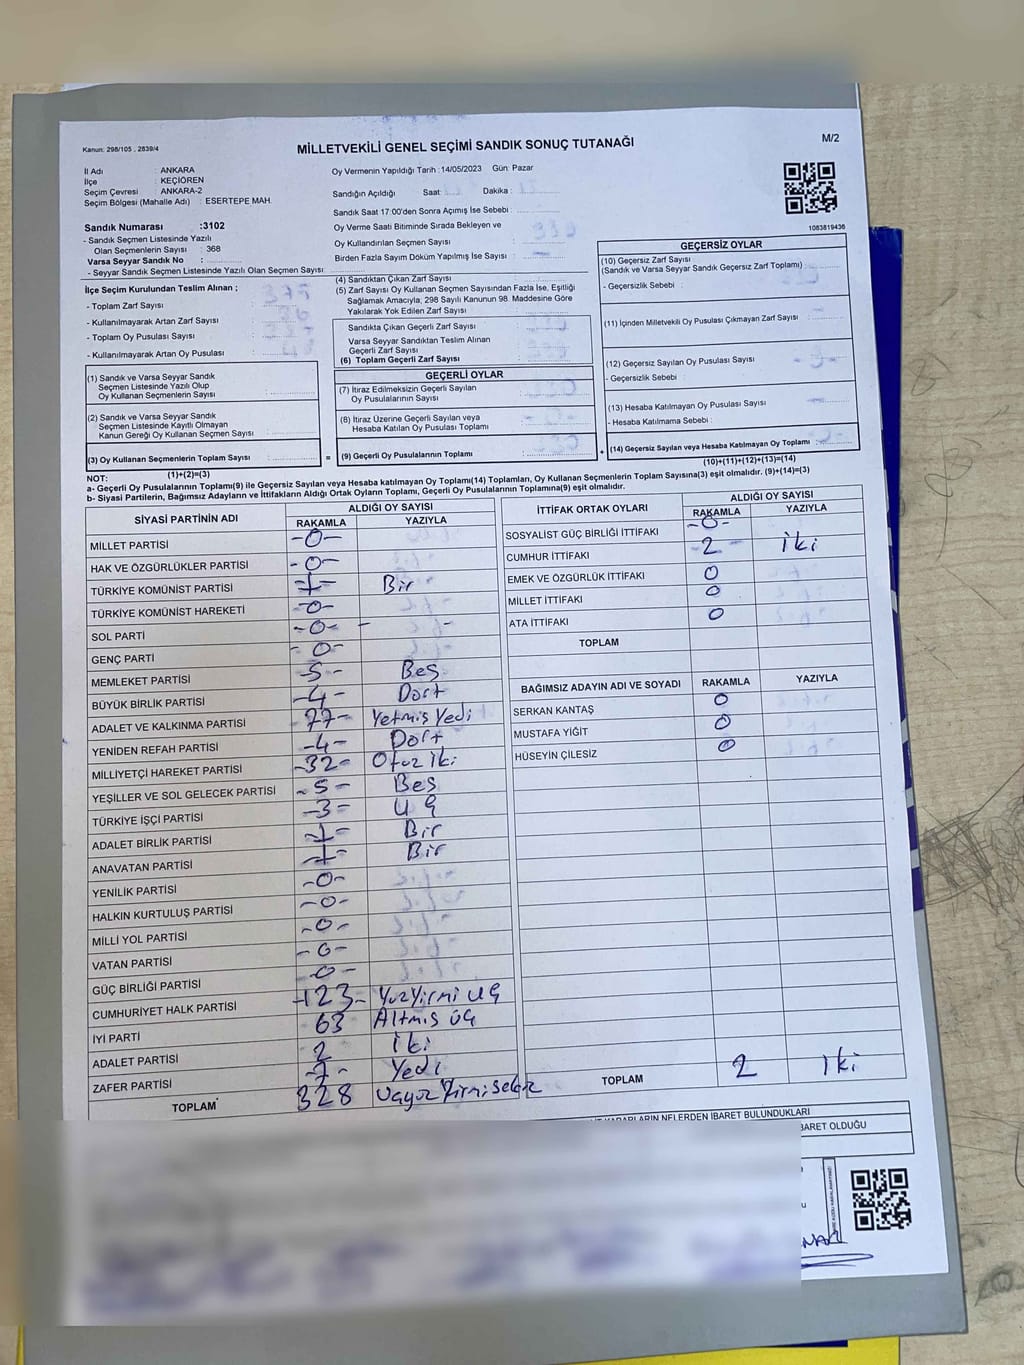 Kanun: 298/105 , 2839/4
MİLLETVEKİLİ GENEL SEÇİMİ SANDIK SONUÇ TUTANAĞI
M/2
İl Adı : ANKARA
İlçe : KEÇİÖREN
Seçim Çevresi : ANKARA-2
Seçim Bölgesi (Mahalle Adı) : ESERTEPE MAH.
Oy Vermenin Yapıldığı Tarih :14/05/2023 Gün: Pazar
Sandığın Açıldığı Saat : Dakika :
Sandık Saat 17:00'den Sonra Açımış İse Sebebi :
Sandık Numarası :3102
- Sandık Seçmen Listesinde Yazılı
Olan Seçmenlerin Sayısı : 368
Varsa Seyyar Sandık No :
- Seyyar Sandık Seçmen Listesinde Yazılı Olan Seçmen Sayısı
Oy Verme Saati Bitiminde Sırada Bekleyen ve
Oy Kullandırılan Seçmen Sayısı :
Birden Fazla Sayım Döküm Yapılmış İse Sayısı :
1083819436
İlçe Seçim Kurulundan Teslim Alınan ;
- Toplam Zarf Sayısı :
- Kullanılmayarak Artan Zarf Sayısı :
- Toplam Oy Pusulası Sayısı :
- Kullanılmayarak Artan Oy Pusulası :
(4) Sandıktan Çıkan Zarf Sayısı :
(5) Zarf Sayısı Oy Kullanan Seçmen Sayısından Fazla İse, Eşitliği
Sağlamak Amacıyla; 298 Sayılı Kanunun 98. Maddesine Göre
Yakılarak Yok Edilen Zarf Sayısı :
Sandıkta Çıkan Geçerli Zarf Sayısı :
Varsa Seyyar Sandıktan Teslim Alınan
Geçerli Zarf Sayısı :
(6) Toplam Geçerli Zarf Sayısı :
GEÇERSİZ OYLAR
(10) Geçersiz Zarf Sayısı
(Sandık ve Varsa Seyyar Sandık Geçersiz Zarf Toplamı) :
- Geçersizlik Sebebi :
(11) İçinden Milletvekili Oy Pusulası Çıkmayan Zarf Sayısı :
(12) Geçersiz Sayılan Oy Pusulası Sayısı :
- Geçersizlik Sebebi :
(13) Hesaba Katılmayan Oy Pusulası Sayısı :
- Hesaba Katılmama Sebebi :
(14) Geçersiz Sayılan veya Hesaba Katılmayan Oy Toplamı :
(10)+(11)+(12)+(13)=(14)
(1) Sandık ve Varsa Seyyar Sandık
Seçmen Listesinde Yazılı Olup
Oy Kullanan Seçmenlerin Sayısı :
(2) Sandık ve Varsa Seyyar Sandık
Seçmen Listesinde Kayıtlı Olmayan
Kanun Gereği Oy Kullanan Seçmen Sayısı :
(3) Oy Kullanan Seçmenlerin Toplam Sayısı :
(1)+(2)=(3)
GEÇERLİ OYLAR
(7) İtiraz Edilmeksizin Geçerli Sayılan
Oy Pusulalarının Sayısı :
(8) İtiraz Üzerine Geçerli Sayılan veya
Hesaba Katılan Oy Pusulası Toplamı :
(9) Geçerli Oy Pusulalarının Toplamı :
NOT:
a- Geçerli Oy Pusulalarının Toplamı(9) ile Geçersiz Sayılan veya Hesaba katılmayan Oy Toplamı(14) Toplamları, Oy Kullanan Seçmenlerin Toplam Sayısına(3) eşit olmalıdır. (9)+(14)=(3)
b- Siyasi Partilerin, Bağımsız Adayların ve İttifakların Aldığı Ortak Oyların Toplamı, Geçerli Oy Pusulalarının Toplamına(9) eşit olmalıdır.
SİYASİ PARTİNİN ADI ALDIĞI OY SAYISI
RAKAMLA YAZIYLA
MİLLET PARTİSİ -0-
HAK VE ÖZGÜRLÜKLER PARTİSİ -0-
TÜRKİYE KOMÜNİST PARTİSİ -1- Bir
TÜRKİYE KOMÜNİST HAREKETİ -0-
SOL PARTİ -0-
GENÇ PARTİ -0-
MEMLEKET PARTİSİ -5- Beş
BÜYÜK BİRLİK PARTİSİ -4- Dört
ADALET VE KALKINMA PARTİSİ -77- Yetmiş Yedi
YENİDEN REFAH PARTİSİ -4- Dört
MİLLİYETÇİ HAREKET PARTİSİ -32- Otuz iki
YEŞİLLER VE SOL GELECEK PARTİSİ -5- Beş
TÜRKİYE İŞÇİ PARTİSİ -3- Üç
ADALET BİRLİK PARTİSİ -1- Bir
ANAVATAN PARTİSİ -1- Bir
YENİLİK PARTİSİ -0-
HALKIN KURTULUŞ PARTİSİ -0-
MİLLİ YOL PARTİSİ -0-
VATAN PARTİSİ -0-
GÜÇ BİRLİĞİ PARTİSİ -0-
CUMHURİYET HALK PARTİSİ -123- Yüz Yirmi Üç
İYİ PARTİ 63 Altmış üç
ADALET PARTİSİ 2 iki
ZAFER PARTİSİ -7- Yedi
TOPLAM 328
İTTİFAK ORTAK OYLARI ALDIĞI OY SAYISI
RAKAMLA YAZIYLA
SOSYALİST GÜÇ BİRLİĞİ İTTİFAKI -0-
CUMHUR İTTİFAKI -2- iki
EMEK VE ÖZGÜRLÜK İTTİFAKI 0
MİLLET İTTİFAKI 0
ATA İTTİFAKI 0
TOPLAM
BAĞIMSIZ ADAYIN ADI VE SOYADI RAKAMLA YAZIYLA
SERKAN KANTAŞ 0
MUSTAFA YİĞİT 0
HÜSEYİN ÇİLESİZ 0
TOPLAM 2 İki
NELERDEN İBARET BULUNDUKLARI
OLDUĞU